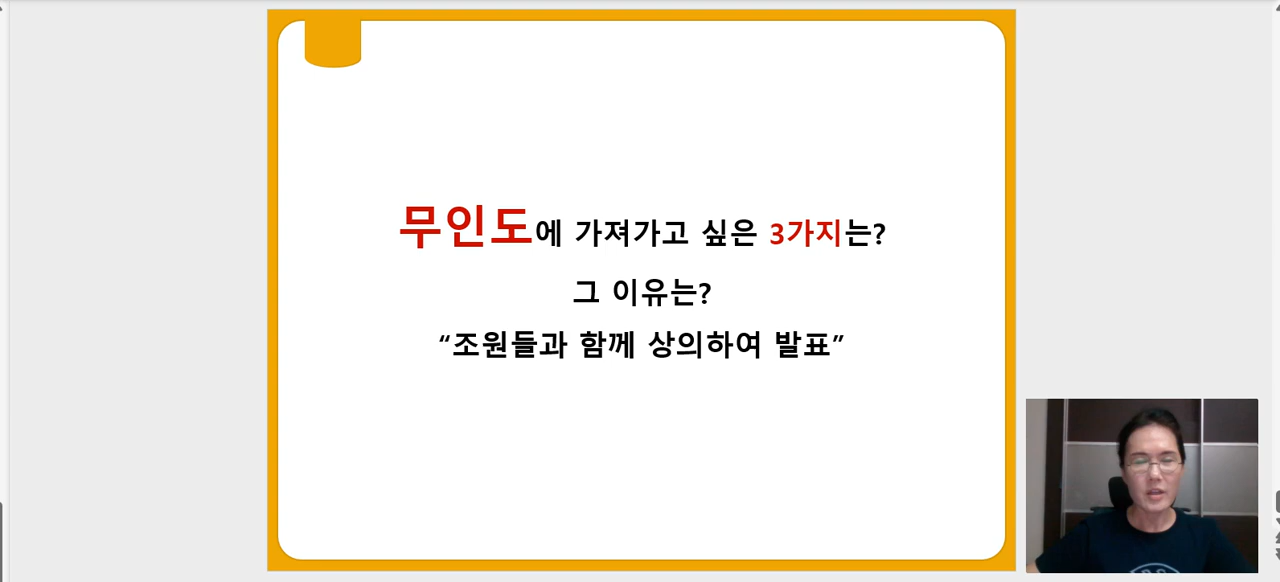 무인도에 가져가고 싶은 3가지는?
그 이유는?
“조원들과 함께 상의하여 발표”